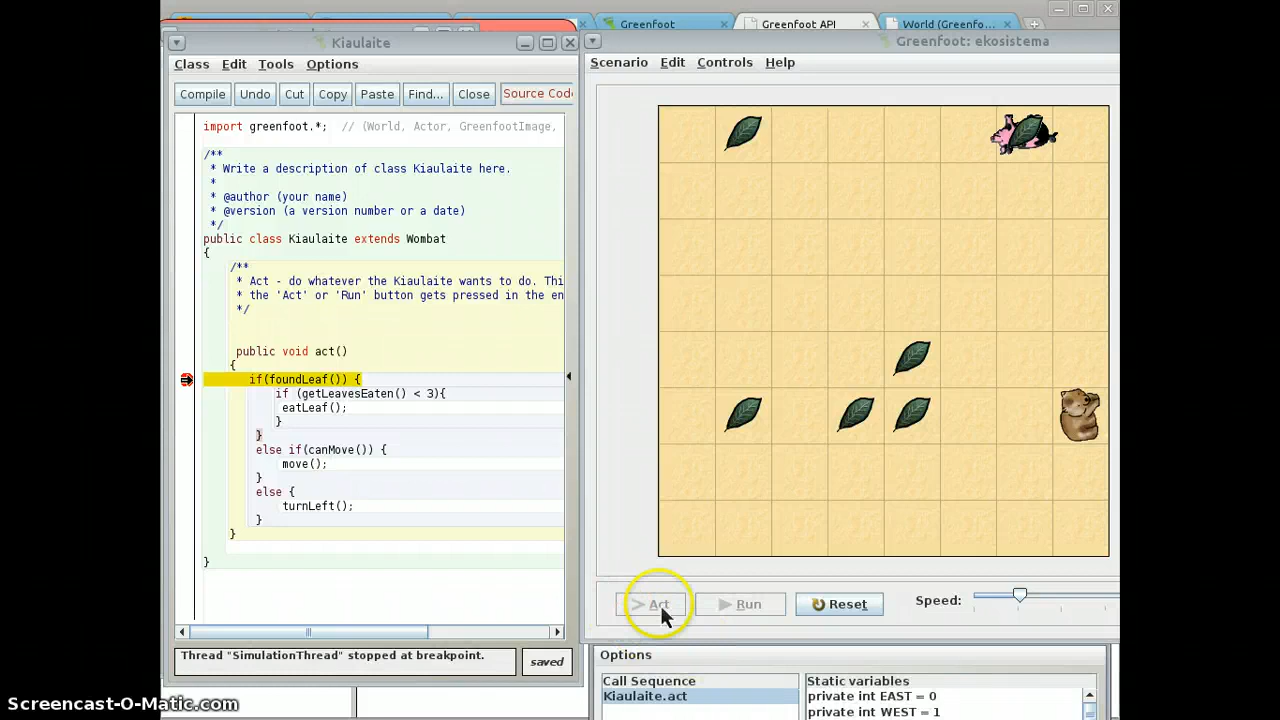 Greenfoot
Greenfoot API
World (Greenfo...
Kiaulaite
Greenfoot: ekosistema
Class Edit Tools Options
Scenario Edit Controls Help
Compile Undo Cut Copy Paste Find... Close Source Cod
import greenfoot.*; // (World, Actor, GreenfootImage,
/**
* Write a description of class Kiaulaite here.
*
* @author (your name)
* @version (a version number or a date)
*/
public class Kiaulaite extends Wombat
{
/**
* Act - do whatever the Kiaulaite wants to do. Thi
* the 'Act' or 'Run' button gets pressed in the en
*/
public void act()
{
if(foundLeaf()) {
if (getLeavesEaten() < 3){
eatLeaf();
}
}
else if(canMove()) {
move();
}
else {
turnLeft();
}
}
}
Thread "SimulationThread" stopped at breakpoint.
saved
> Act
Run
Reset
Speed:
Options
Call Sequence
Kiaulaite.act
Static variables
private int EAST = 0
private int WEST = 1
Screencast-O-Matic.com